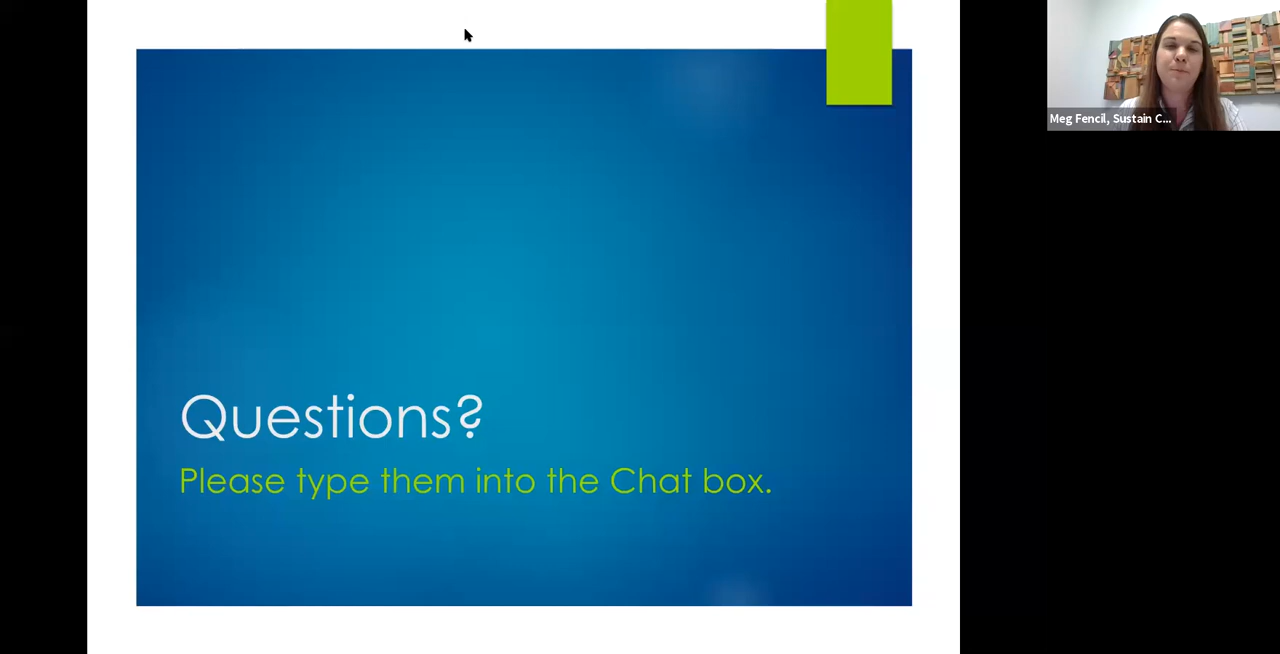 Questions?
Please type them into the Chat box.
Meg Fencil, Sustain C...